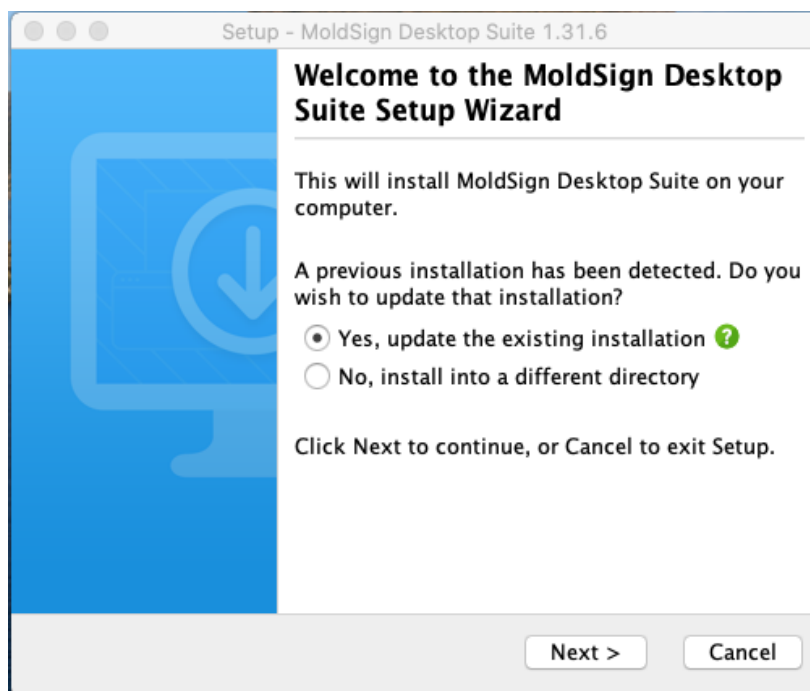 Setup - MoldSign Desktop Suite 1.31.6
Welcome to the MoldSign Desktop
Suite Setup Wizard
This will install MoldSign Desktop Suite on your
computer.
A previous installation has been detected. Do you
wish to update that installation?
Yes, update the existing installation ?
No, install into a different directory
Click Next to continue, or Cancel to exit Setup.
Next >
Cancel